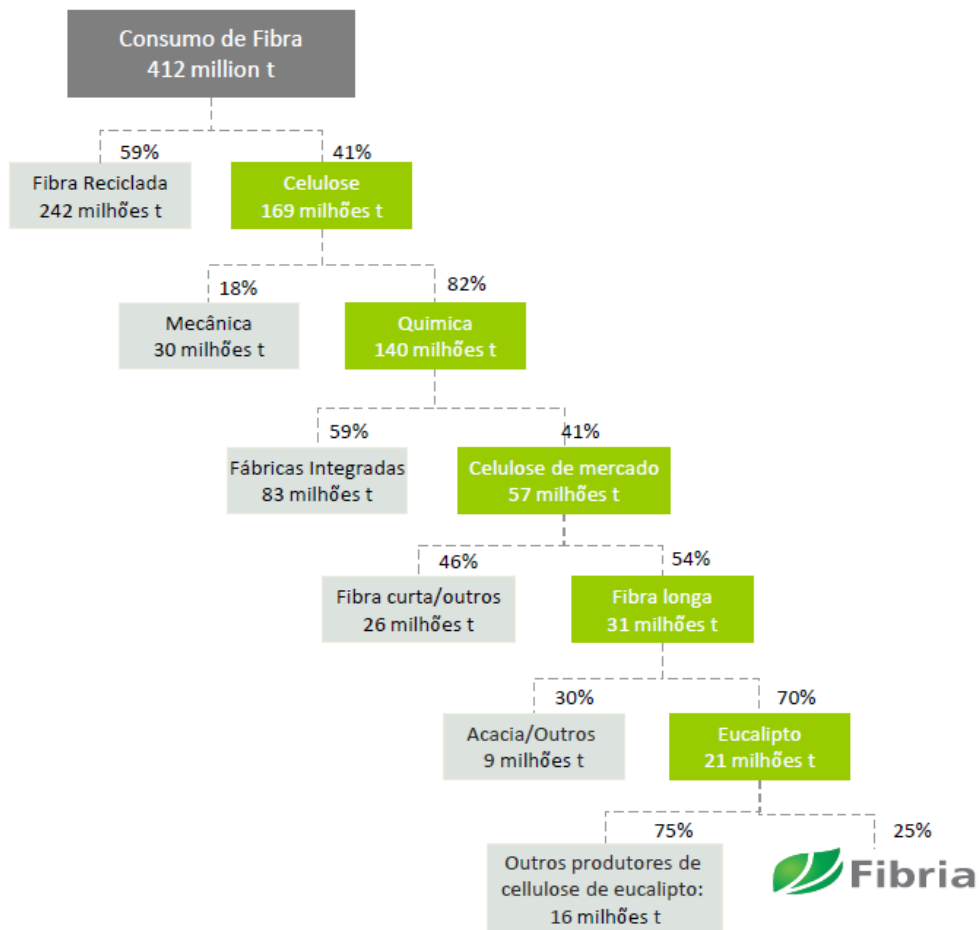 Consumo de Fibra
412 million t
59%
41%
Fibra Reciclada
242 milhões t
Celulose
169 milhões t
18%
82%
Mecânica
30 milhões t
Quimica
140 milhões t
59%
41%
Fábricas Integradas
83 milhões t
Celulose de mercado
57 milhões t
46%
54%
Fibra curta/outros
26 milhões t
Fibra longa
31 milhões t
30%
70%
Acacia/Outros
9 milhões t
Eucalipto
21 milhões t
75%
25%
Outros produtores de
cellulose de eucalipto:
16 milhões t
Fibria